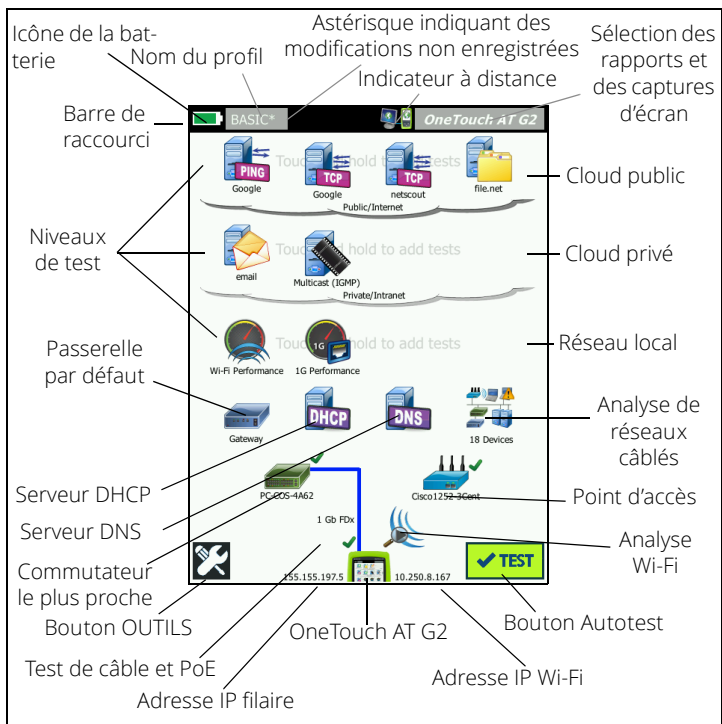 Icône de la bat-
terie
Nom du profil
Astérisque indiquant des
modifications non enregistrées
Indicateur à distance
Sélection des
rapports et
des captures
d'écran
Barre de
raccourci
BASIC*
OneTouch AT G2
Touch and hold to add tests
PING
TCP
TCP
Google
Google
netscout
file.net
Public/Internet
Cloud public
Niveaux
de test
Touch and hold to add tests
email
Multicast (IGMP)
Private/Intranet
Cloud privé
Touch and hold to add tests
1G
Wi-Fi Performance
1G Performance
Réseau local
Passerelle
par défaut
DHCP
DNS
Gateway
18 Devices
Analyse de
réseaux
câblés
PC-COS-4A62
Cisco1252-3Cent
Serveur DHCP
Point d'accès
1 Gb FDx
Serveur DNS
Analyse
Wi-Fi
Commutateur
le plus proche
TEST
155.155.197.5
10.250.8.167
Bouton OUTILS
OneTouch AT G2
Bouton Autotest
Test de câble et PoE
Adresse IP Wi-Fi
Adresse IP filaire